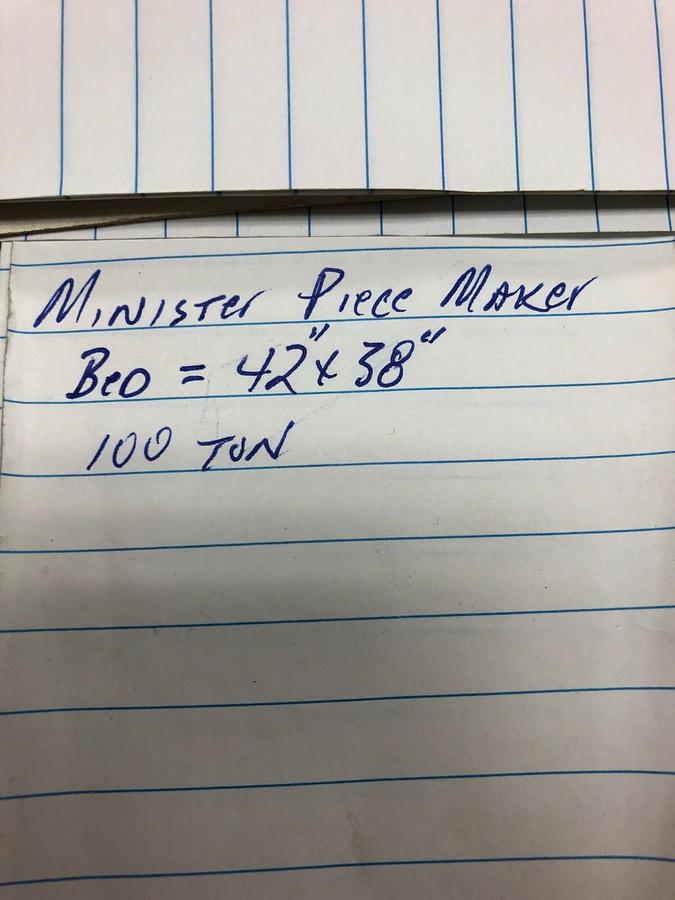 Minister Piece Maker
Bed = 42" x 38"
100 TON